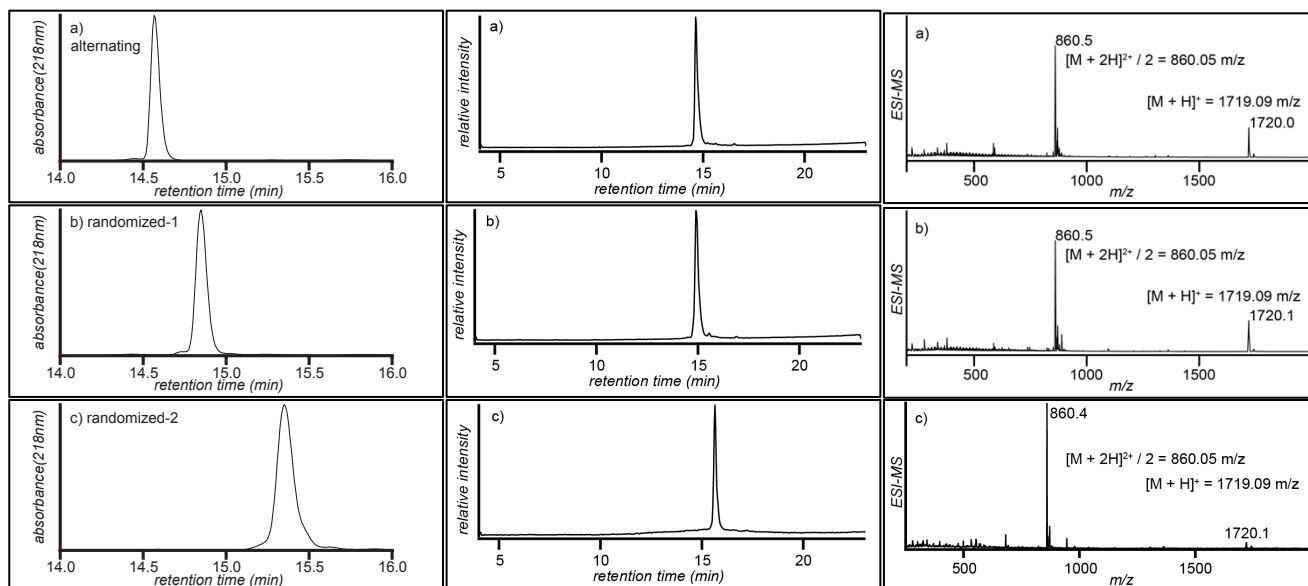 a)
alternating
absorbance(218nm)
14.0 14.5 15.0 15.5 16.0
retention time (min)
a)
relative intensity
5 10 15 20
retention time (min)
a)
860.5
[M + 2H]²⁺ / 2 = 860.05 m/z
[M + H]⁺ = 1719.09 m/z
1720.0
ESI-MS
500 1000 1500
m/z
b) randomized-1
absorbance(218nm)
14.0 14.5 15.0 15.5 16.0
retention time (min)
b)
relative intensity
5 10 15 20
retention time (min)
b)
860.5
[M + 2H]²⁺ / 2 = 860.05 m/z
[M + H]⁺ = 1719.09 m/z
1720.1
ESI-MS
500 1000 1500
m/z
c) randomized-2
absorbance(218nm)
14.0 14.5 15.0 15.5 16.0
retention time (min)
c)
relative intensity
5 10 15 20
retention time (min)
c)
860.4
[M + 2H]²⁺ / 2 = 860.05 m/z
[M + H]⁺ = 1719.09 m/z
1720.1
ESI-MS
500 1000 1500
m/z